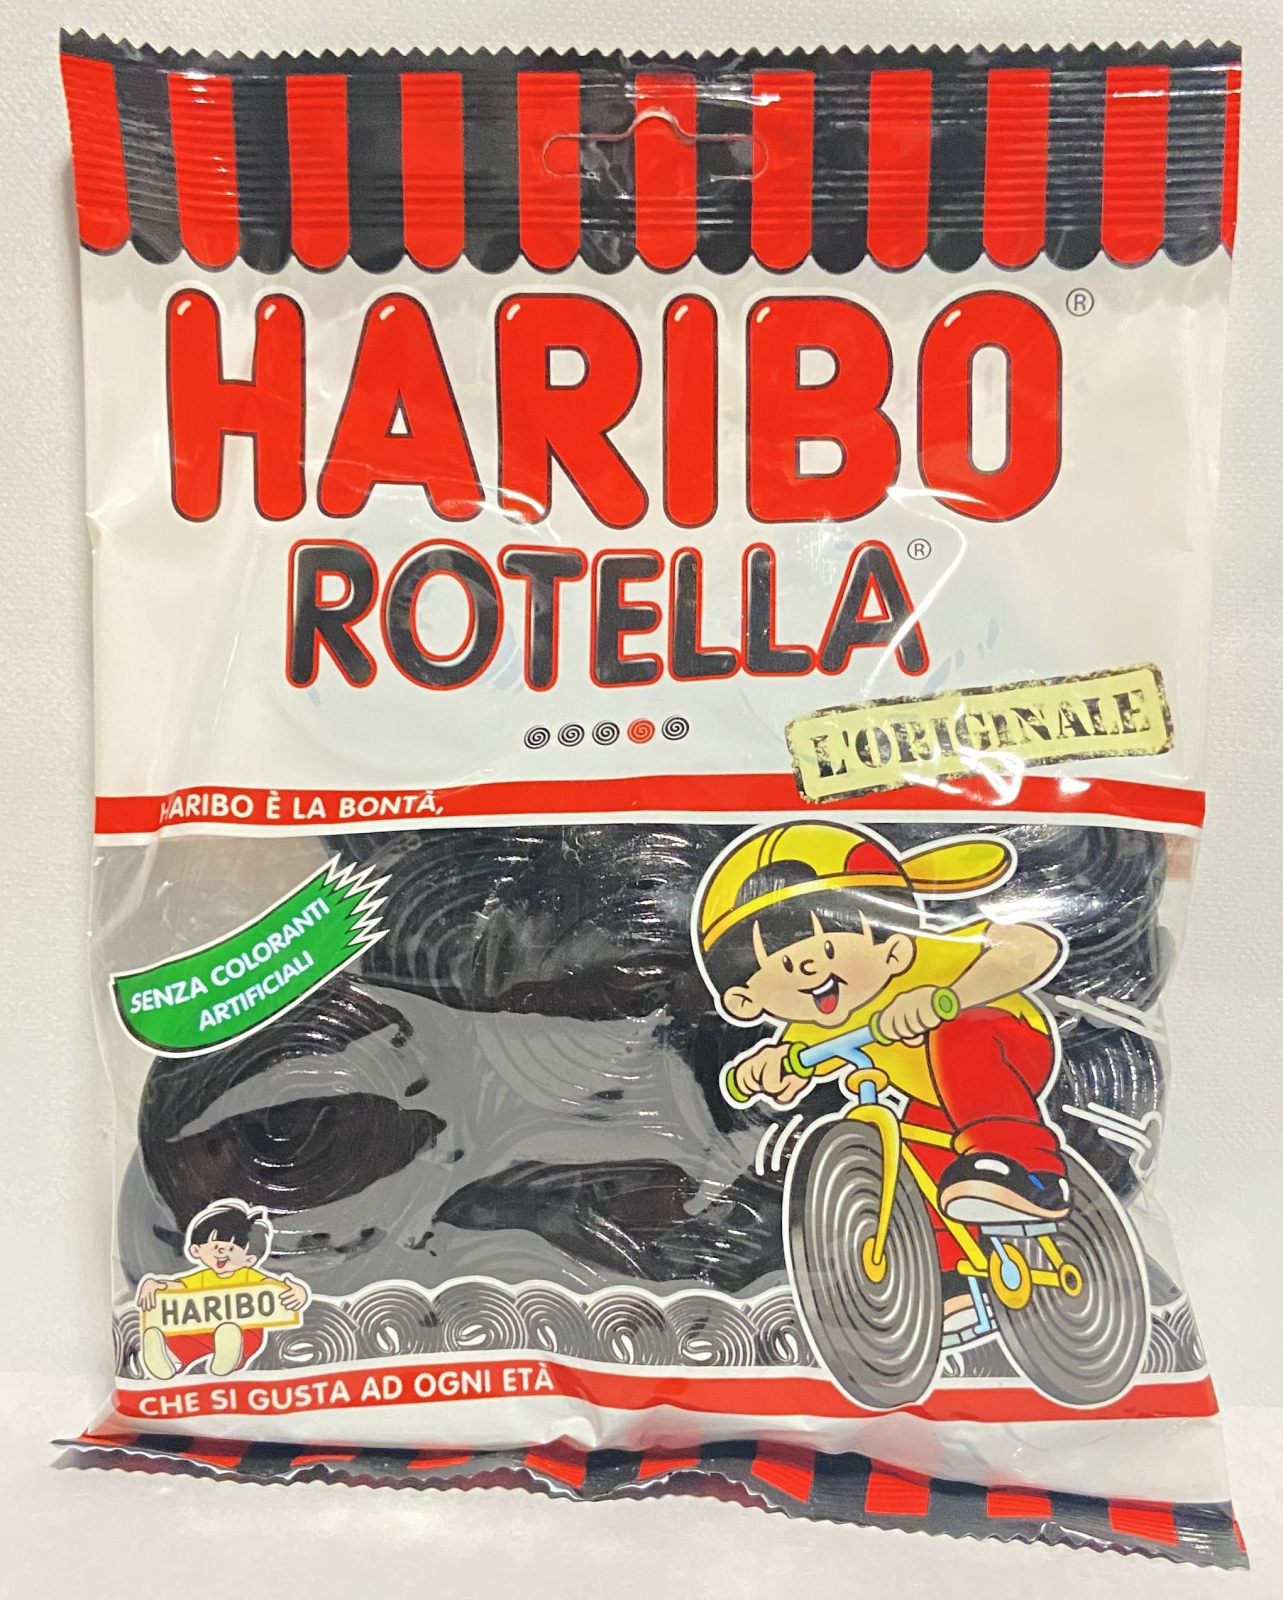 HARIBO®
ROTELLA®
L'ORIGINALE
HARIBO È LA BONTÀ,
SENZA COLORANTI
ARTIFICIALI
HARIBO
CHE SI GUSTA AD OGNI ETÀ